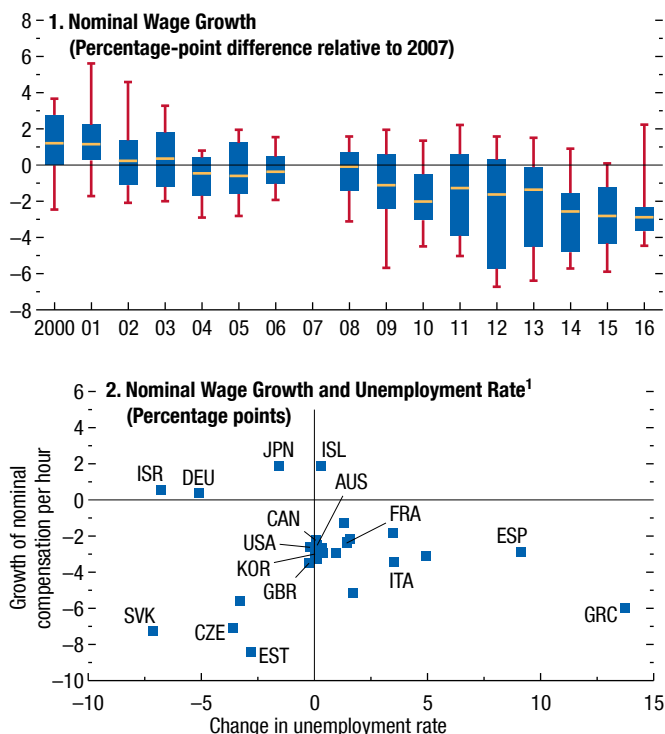 1. Nominal Wage Growth
(Percentage-point difference relative to 2007)
8
6
4
2
0
−2
−4
−6
−8
2000 01 02 03 04 05 06 07 08 09 10 11 12 13 14 15 16
2. Nominal Wage Growth and Unemployment Rate¹
(Percentage points)
Growth of nominal
compensation per hour
6
4
2
0
−2
−4
−6
−8
−10
JPN
ISL
ISR
DEU
AUS
CAN
FRA
USA
ESP
KOR
ITA
GBR
SVK
GRC
CZE
EST
−10 −5 0 5 10 15
Change in unemployment rate